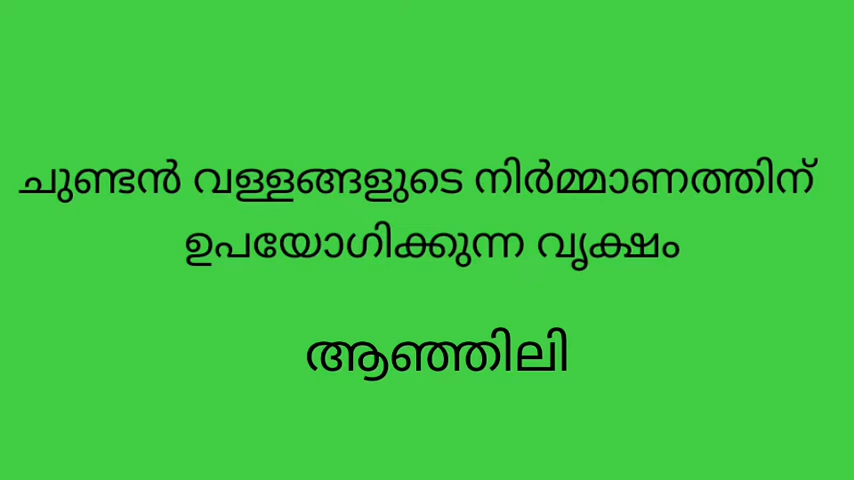 ചുണ്ടൻ വള്ളങ്ങളുടെ നിർമ്മാണത്തിന്
ഉപയോഗിക്കുന്ന വൃക്ഷം
ആഞ്ഞിലി